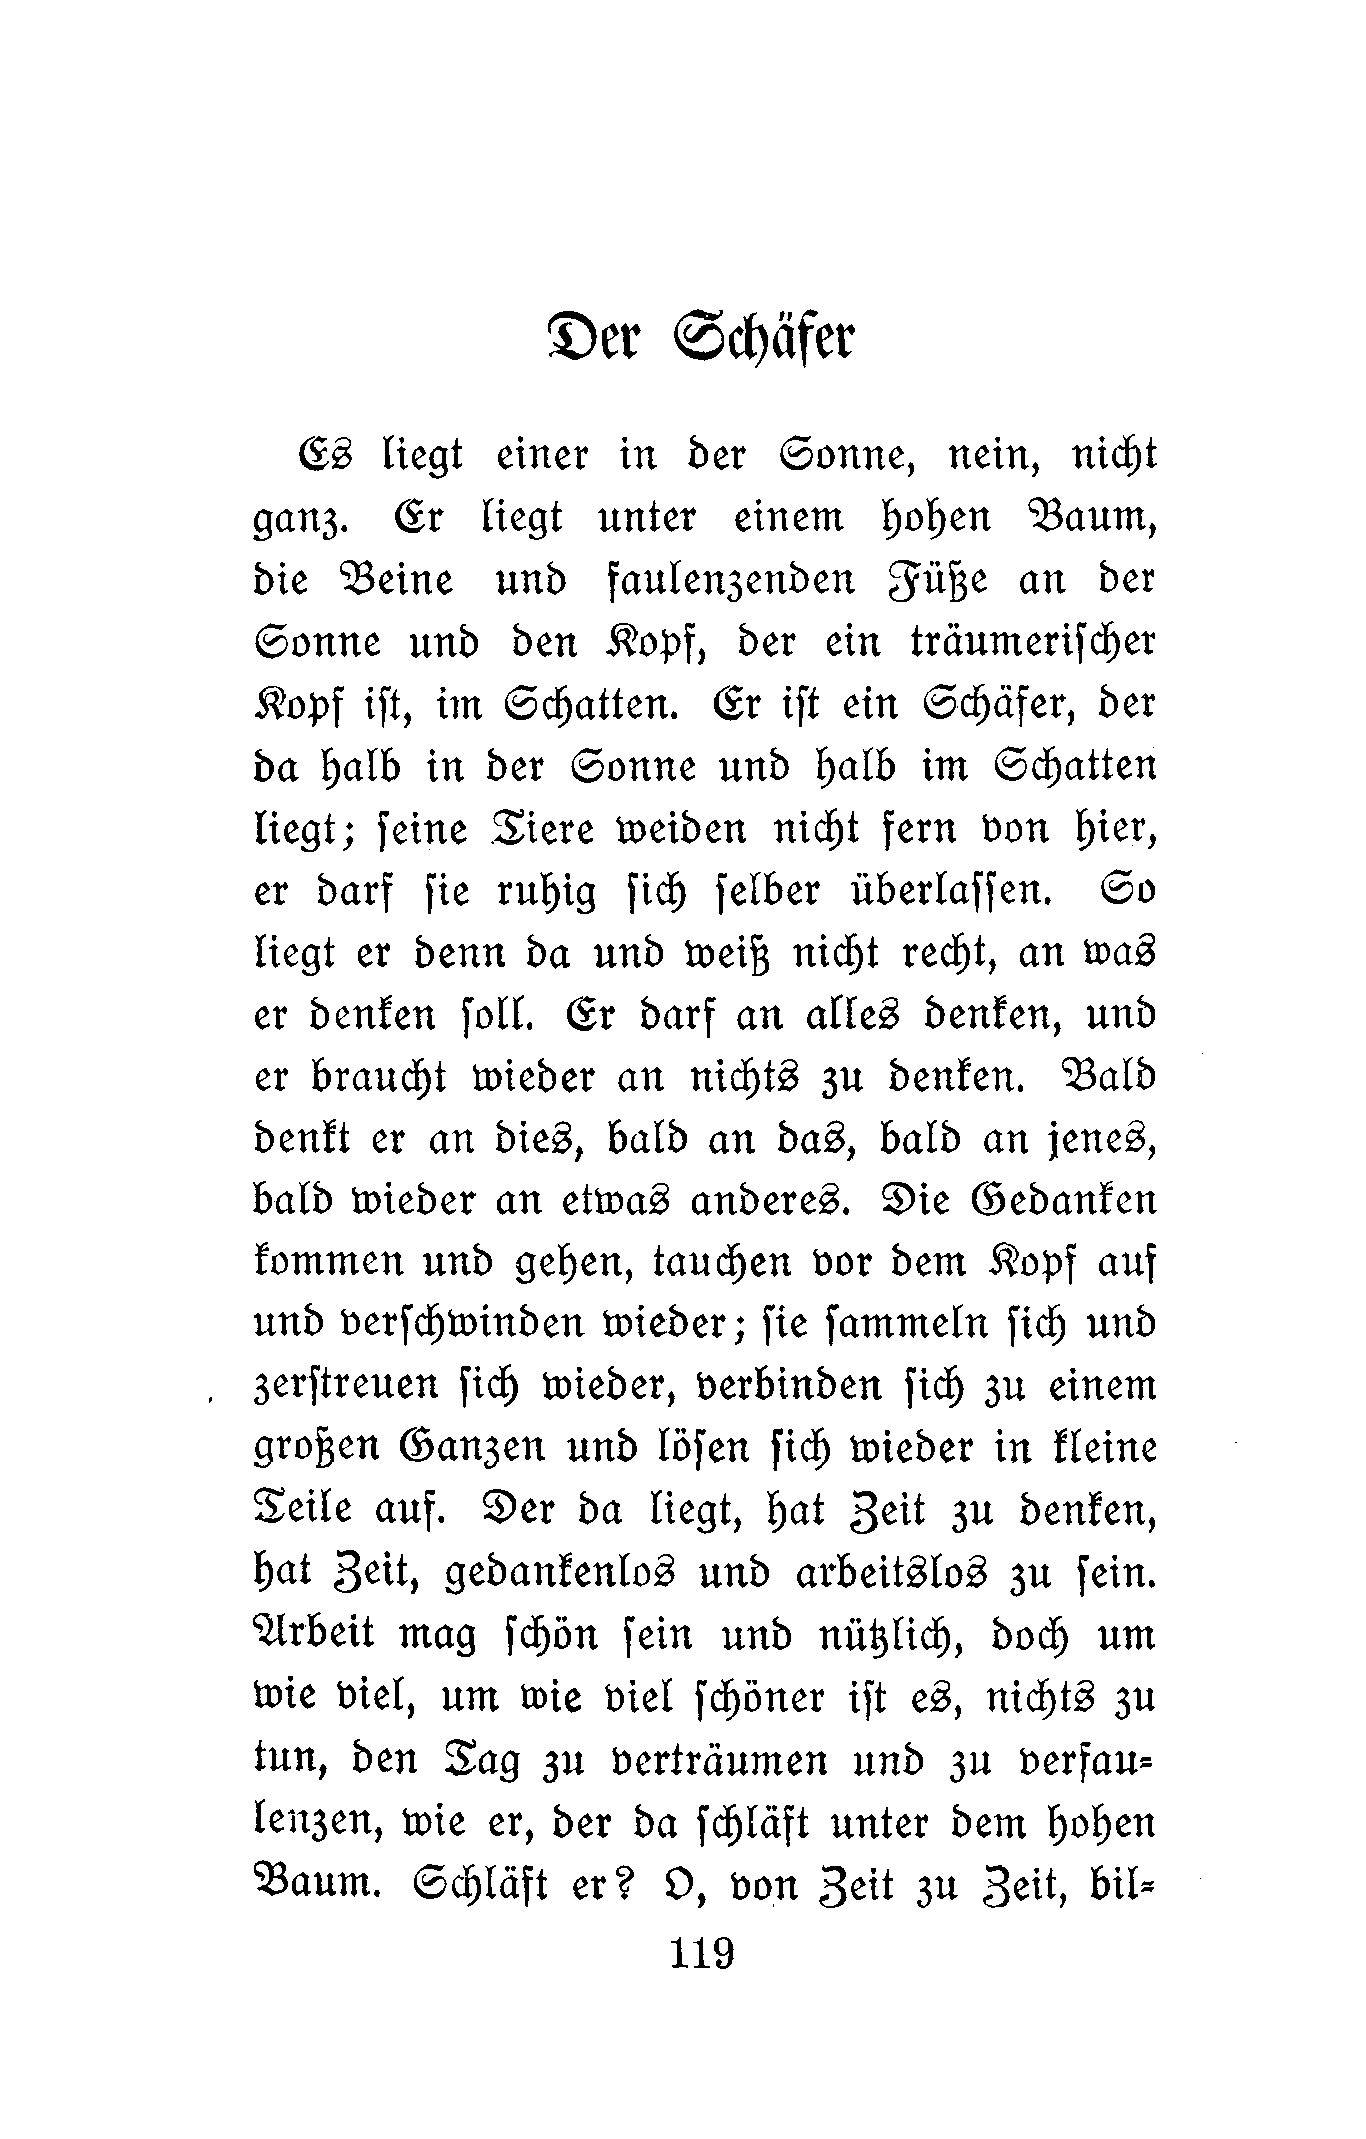 Der Schäfer
Es liegt einer in der Sonne, nein, nicht
ganz. Er liegt unter einem hohen Baum,
die Beine und faulenzenden Füße an der
Sonne und den Kopf, der ein träumerischer
Kopf ist, im Schatten. Er ist ein Schäfer, der
da halb in der Sonne und halb im Schatten
liegt; seine Tiere weiden nicht fern von hier,
er darf sie ruhig sich selber überlassen. So
liegt er denn da und weiß nicht recht, an was
er denken soll. Er darf an alles denken, und
er braucht wieder an nichts zu denken. Bald
denkt er an dies, bald an das, bald an jenes,
bald wieder an etwas anderes. Die Gedanken
kommen und gehen, tauchen vor dem Kopf auf
und verschwinden wieder; sie sammeln sich und
zerstreuen sich wieder, verbinden sich zu einem
großen Ganzen und lösen sich wieder in kleine
Teile auf. Der da liegt, hat Zeit zu denken,
hat Zeit, gedankenlos und arbeitslos zu sein.
Arbeit mag schön sein und nützlich, doch um
wie viel, um wie viel schöner ist es, nichts zu
tun, den Tag zu verträumen und zu verfau-
lenzen, wie er, der da schläft unter dem hohen
Baum. Schläft er? O, von Zeit zu Zeit, bil-
119